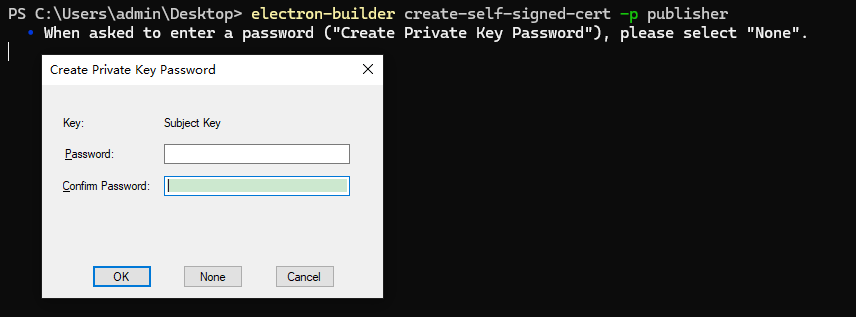 PS C:\Users\admin\Desktop> electron-builder create-self-signed-cert -p publisher
• When asked to enter a password ("Create Private Key Password"), please select "None".
Create Private Key Password
Key: Subject Key
Password:
Confirm Password:
OK None Cancel